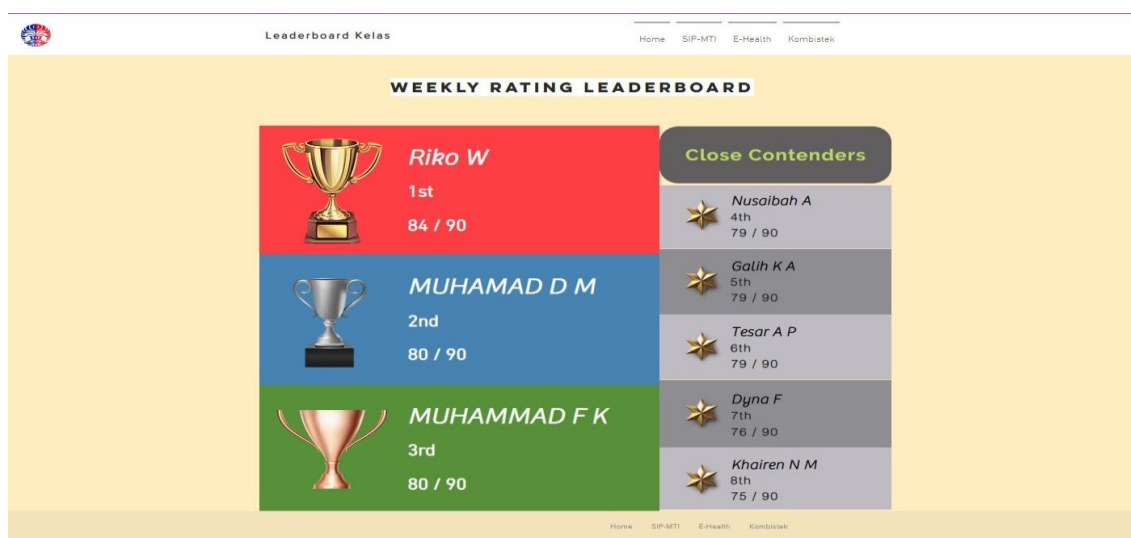 Leaderboard Kelas
Home SIP-MTI E-Health Kombistek
WEEKLY RATING LEADERBOARD
Riko W
1st
84 / 90
MUHAMAD D M
2nd
80 / 90
MUHAMMAD F K
3rd
80 / 90
Close Contenders
Nusaibah A
4th
79 / 90
Galih K A
5th
79 / 90
Tesar A P
6th
79 / 90
Dyna F
7th
76 / 90
Khairen N M
8th
75 / 90
Home SIP-MTI E-Health Kombistek